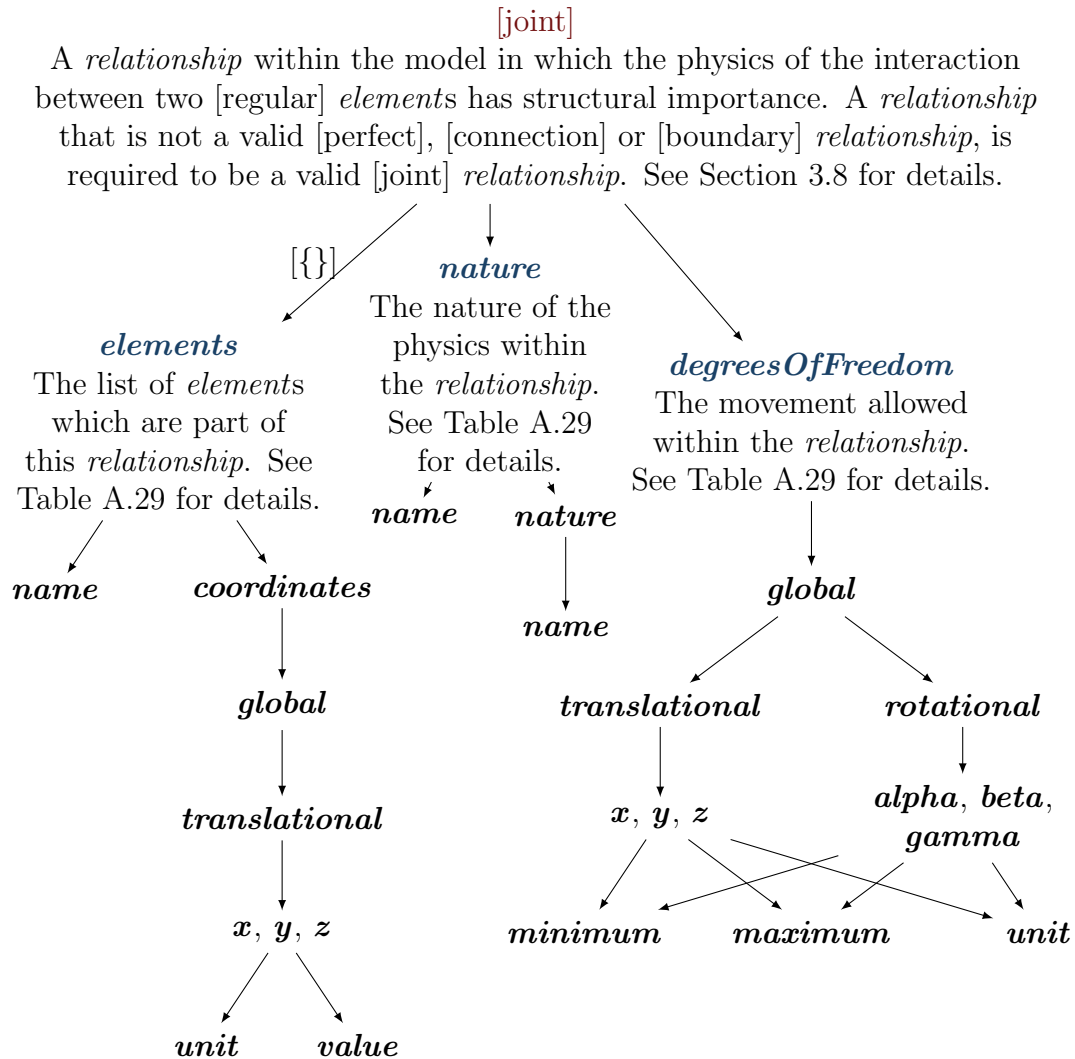 [joint]
A relationship within the model in which the physics of the interaction
between two [regular] elements has structural importance. A relationship
that is not a valid [perfect], [connection] or [boundary] relationship, is
required to be a valid [joint] relationship. See Section 3.8 for details.
[{}]
elements
The list of elements
which are part of
this relationship. See
Table A.29 for details.
nature
The nature of the
physics within
the relationship.
See Table A.29
for details.
degreesOfFreedom
The movement allowed
within the relationship.
See Table A.29 for details.
name
coordinates
global
translational
x, y, z
unit
value
name
nature
name
global
translational
rotational
x, y, z
alpha, beta,
gamma
minimum
maximum
unit